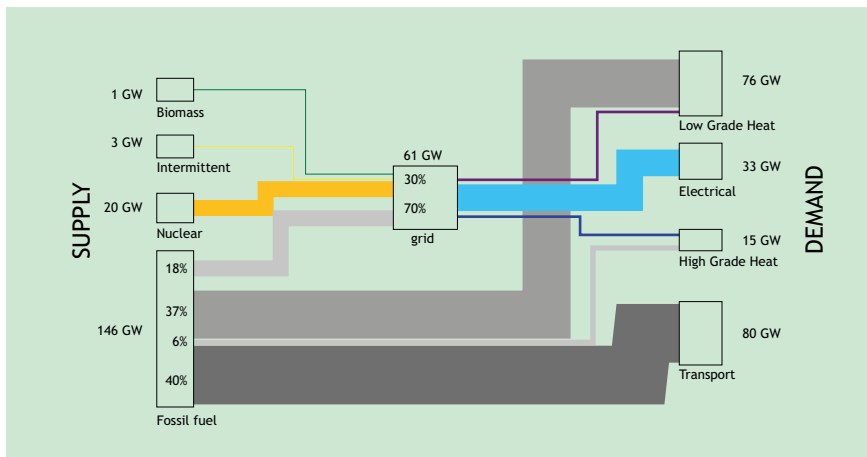 SUPPLY
1 GW
Biomass
3 GW
Intermittent
20 GW
Nuclear
146 GW
18%
37%
6%
40%
Fossil fuel
61 GW
30%
70%
grid
76 GW
Low Grade Heat
33 GW
Electrical
15 GW
High Grade Heat
80 GW
Transport
DEMAND